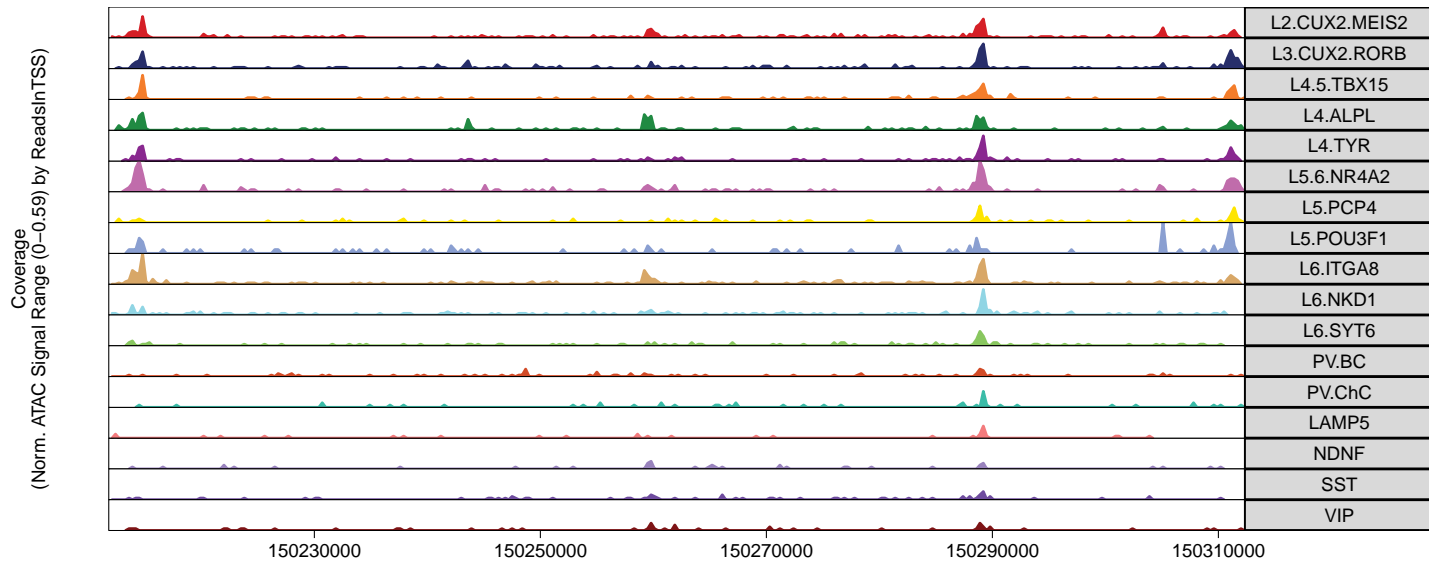 Coverage
(Norm. ATAC Signal Range (0−0.59) by ReadsInTSS)
L2.CUX2.MEIS2
L3.CUX2.RORB
L4.5.TBX15
L4.ALPL
L4.TYR
L5.6.NR4A2
L5.PCP4
L5.POU3F1
L6.ITGA8
L6.NKD1
L6.SYT6
PV.BC
PV.ChC
LAMP5
NDNF
SST
VIP
150230000 150250000 150270000 150290000 150310000